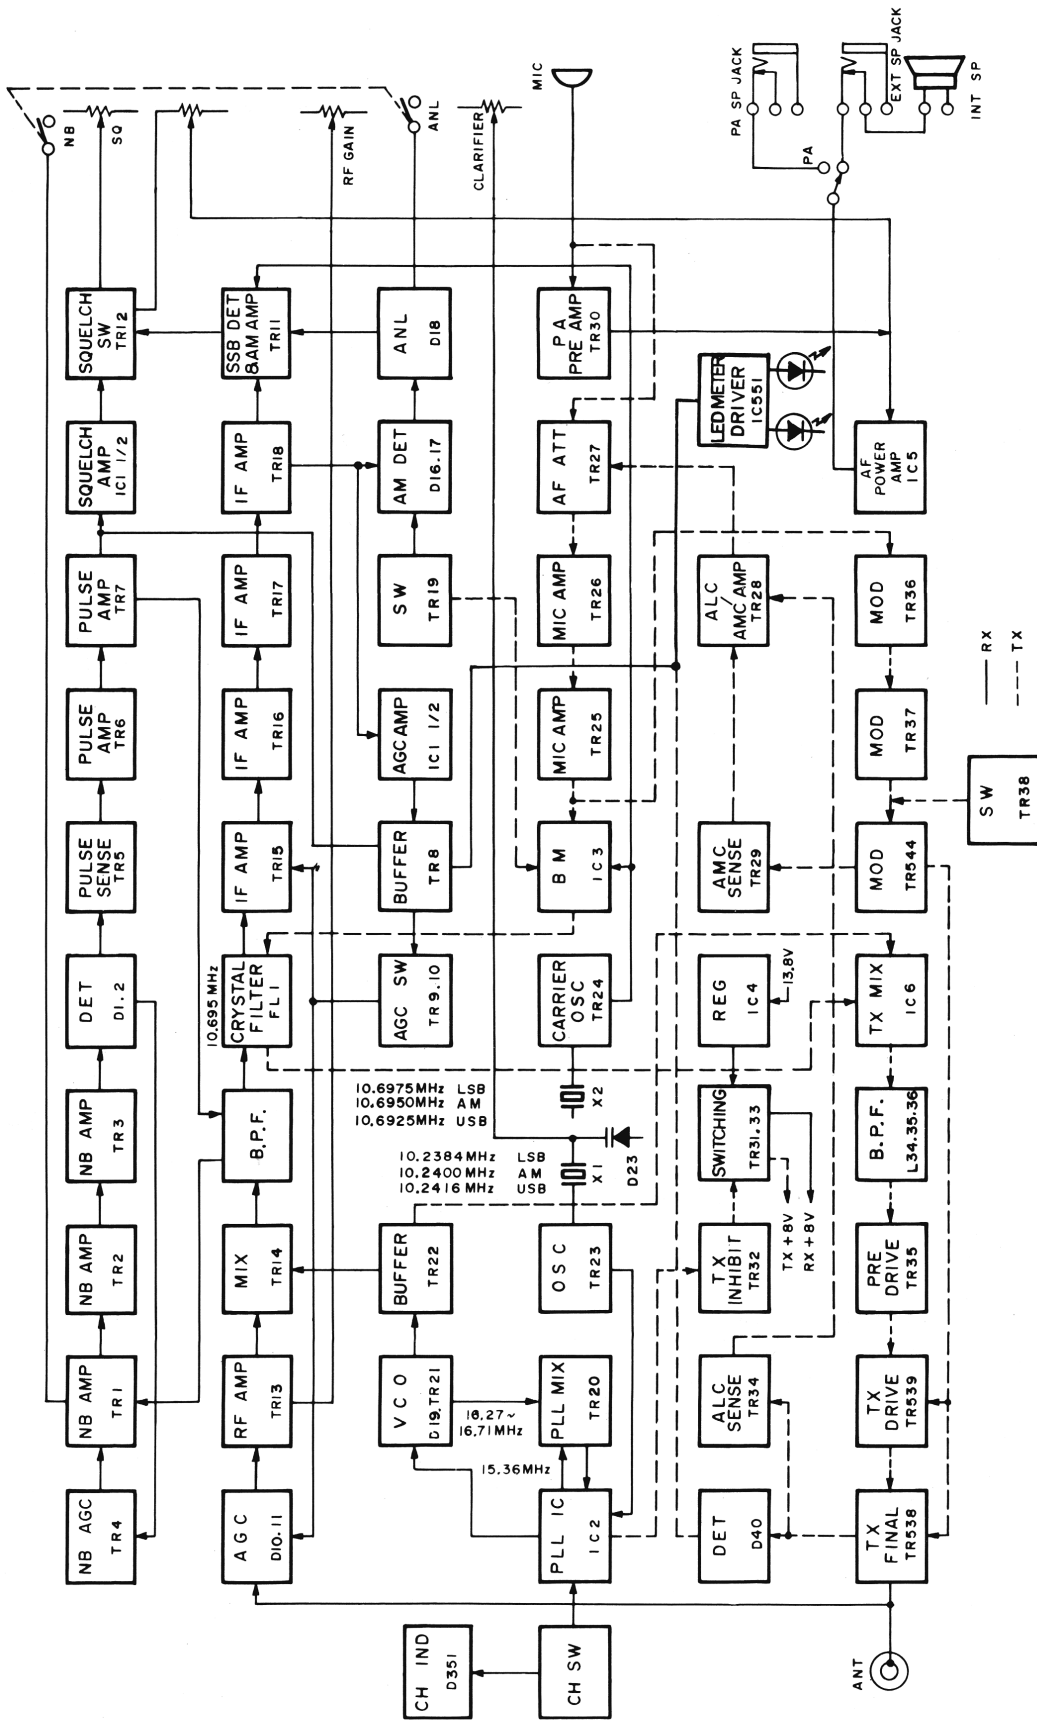 NB
SQ
RF GAIN
ANL
CLARIFIER
MIC
PA SP JACK
PA
EXT SP JACK
INT SP
NB AGC
TR4
NB AMP
TR1
NB AMP
TR2
NB AMP
TR3
DET
D1.2
PULSE
SENSE
TR5
PULSE
AMP
TR6
PULSE
AMP
TR7
SQUELCH
AMP
IC1 1/2
SQUELCH
SW
TR12
AGC
D10.11
RF AMP
TR13
MIX
TR14
B.P.F.
10.695MHz
CRYSTAL
FILTER
FL1
IF AMP
TR15
IF AMP
TR16
IF AMP
TR17
IF AMP
TR18
SSB DET
&AM AMP
TR11
CH IND
D351
VCO
D19.TR21
BUFFER
TR22
AGC SW
TR9.10
BUFFER
TR8
AGC AMP
IC1 1/2
SW
TR19
AM DET
D16.17
ANL
D18
16.27~
16.71MHz
15.36MHz
10.6975MHz LSB
10.6950MHz AM
10.6925MHz USB
10.2384MHz LSB
10.2400MHz AM
10.2416MHz USB
CH SW
PLL IC
IC2
PLL MIX
TR20
OSC
TR23
X1
D23
X2
CARRIER
OSC
TR24
BM
IC3
MIC AMP
TR25
MIC AMP
TR26
AF ATT
TR27
PA
PRE AMP
TR30
DET
D40
ALC
SENSE
TR34
TX
INHIBIT
TR32
SWITCHING
TR31.33
TX+8V
RX+8V
REG
IC4
13.8V
AMC
SENSE
TR29
ALC
/
AMC AMP
TR28
LED METER
DRIVER
IC551
ANT
TX
FINAL
TR538
TX
DRIVE
TR539
PRE
DRIVE
TR35
B.P.F.
L34.35.36
TX MIX
IC6
MOD
TR544
MOD
TR37
MOD
TR36
AF
POWER
AMP
IC5
SW
TR38
RX
TX